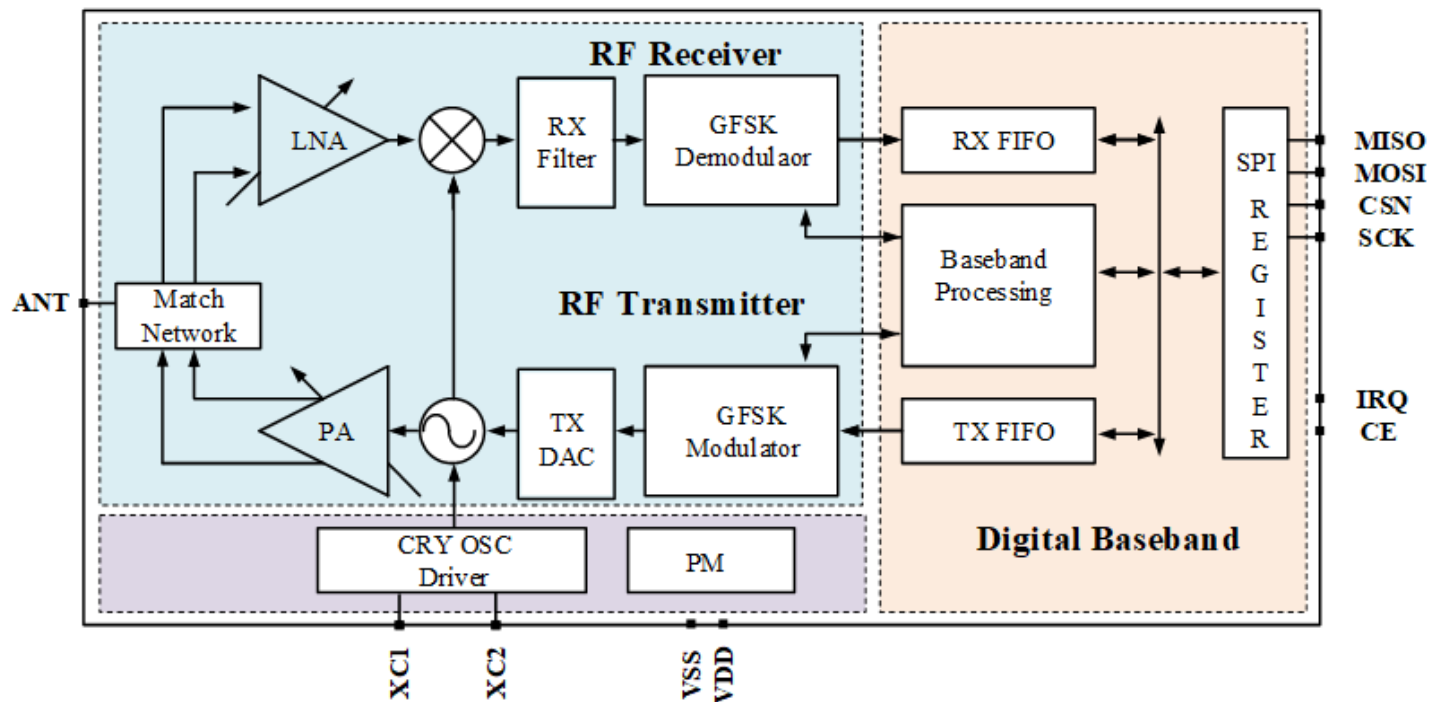 RF Receiver
LNA
RX
Filter
GFSK
Demodulaor
RX FIFO
SPI
R
E
G
I
S
T
E
R
MISO
MOSI
CSN
SCK
Baseband
Processing
ANT
Match
Network
RF Transmitter
PA
TX
DAC
GFSK
Modulator
TX FIFO
IRQ
CE
CRY OSC
Driver
PM
Digital Baseband
XC1
XC2
VSS
VDD